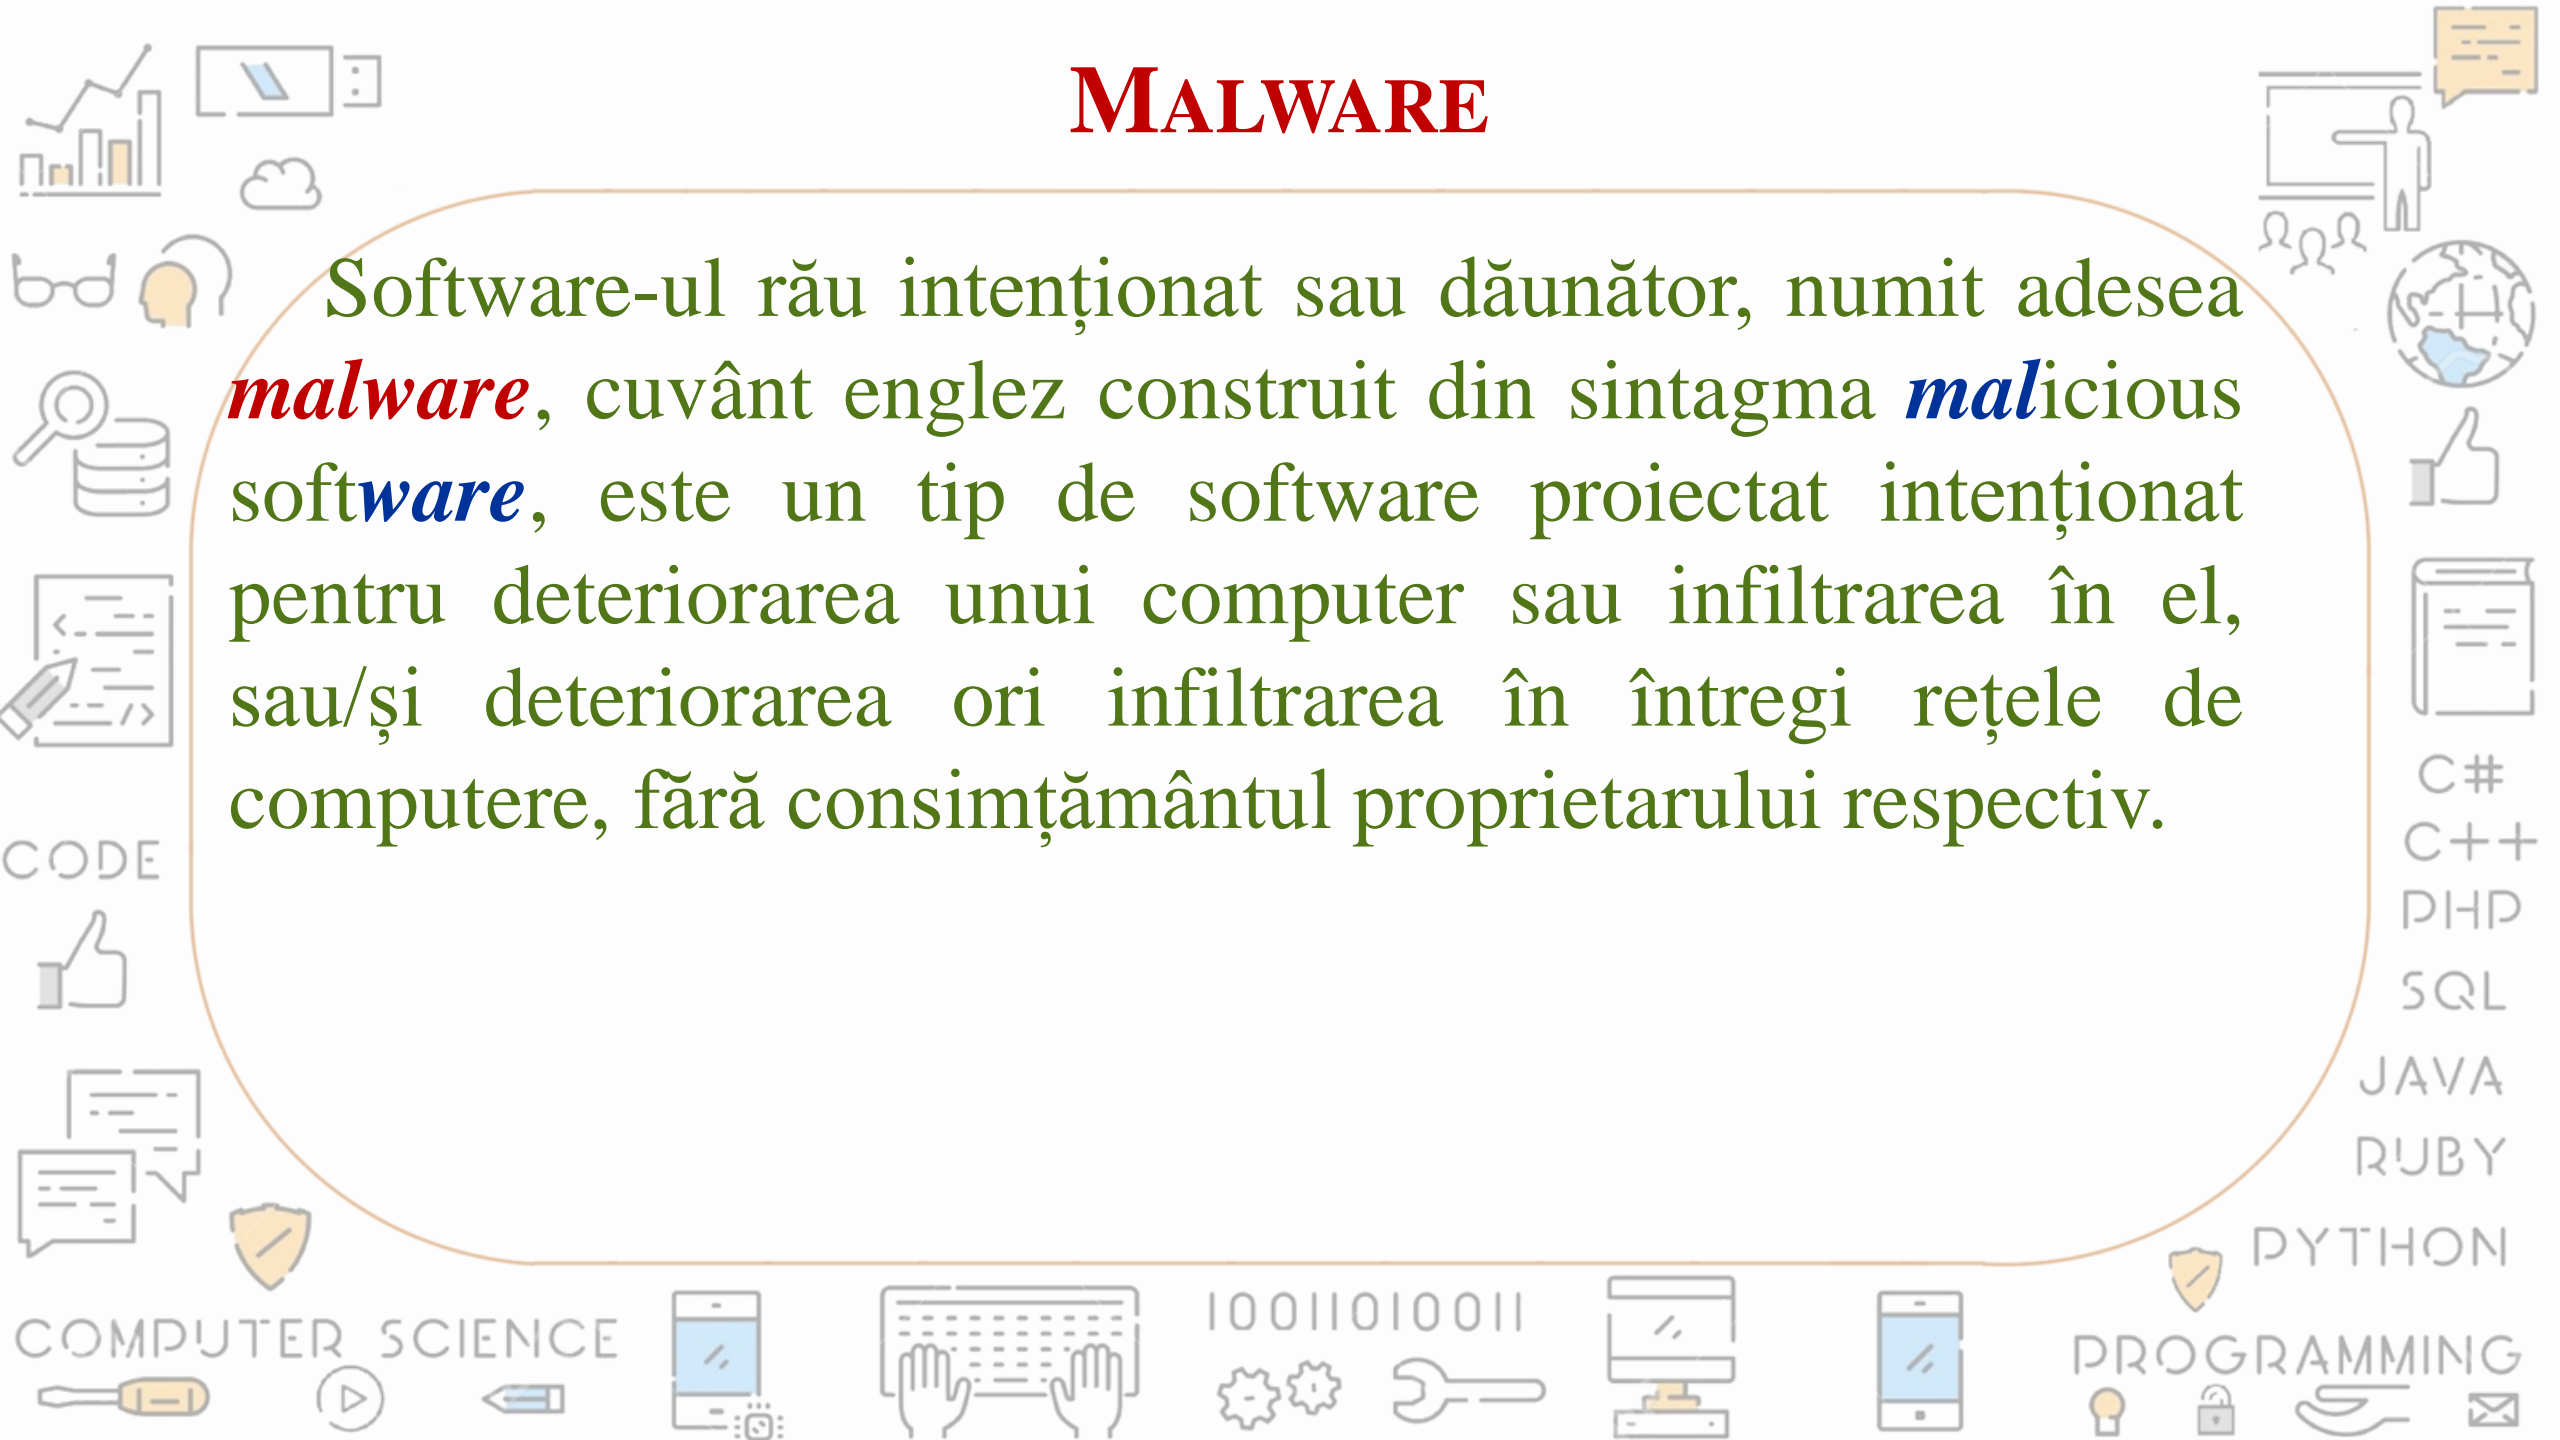 MALWARE
Software-ul rău intenționat sau dăunător, numit adesea
malware, cuvânt englez construit din sintagma malicious
software, este un tip de software proiectat intenționat
pentru deteriorarea unui computer sau infiltrarea în el,
sau/și deteriorarea ori infiltrarea în întregi rețele de
computere, fără consimțământul proprietarului respectiv.
C#
C++
CODE
PHP
SQL
JAVA
RUBY
PYTHON
10011010011
COMPUTER SCIENCE
PROGRAMMING